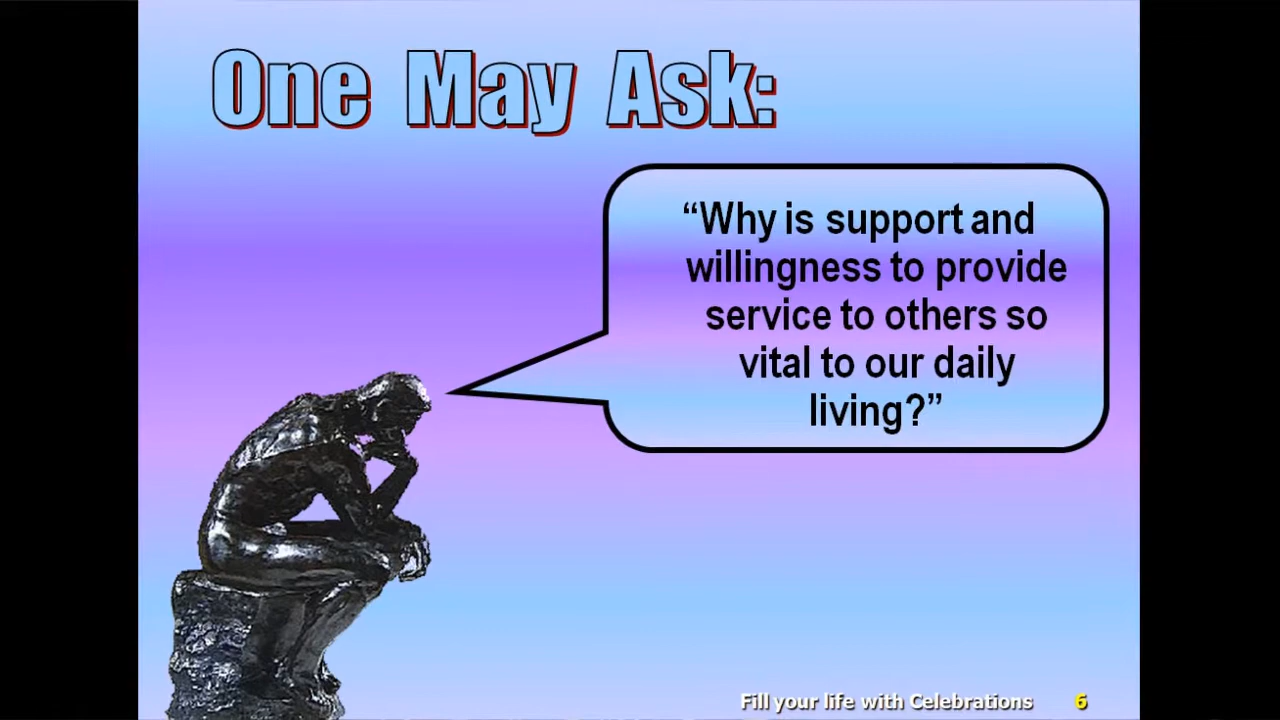 One May Ask:
“Why is support and
willingness to provide
service to others so
vital to our daily
living?”
Fill your life with Celebrations 6